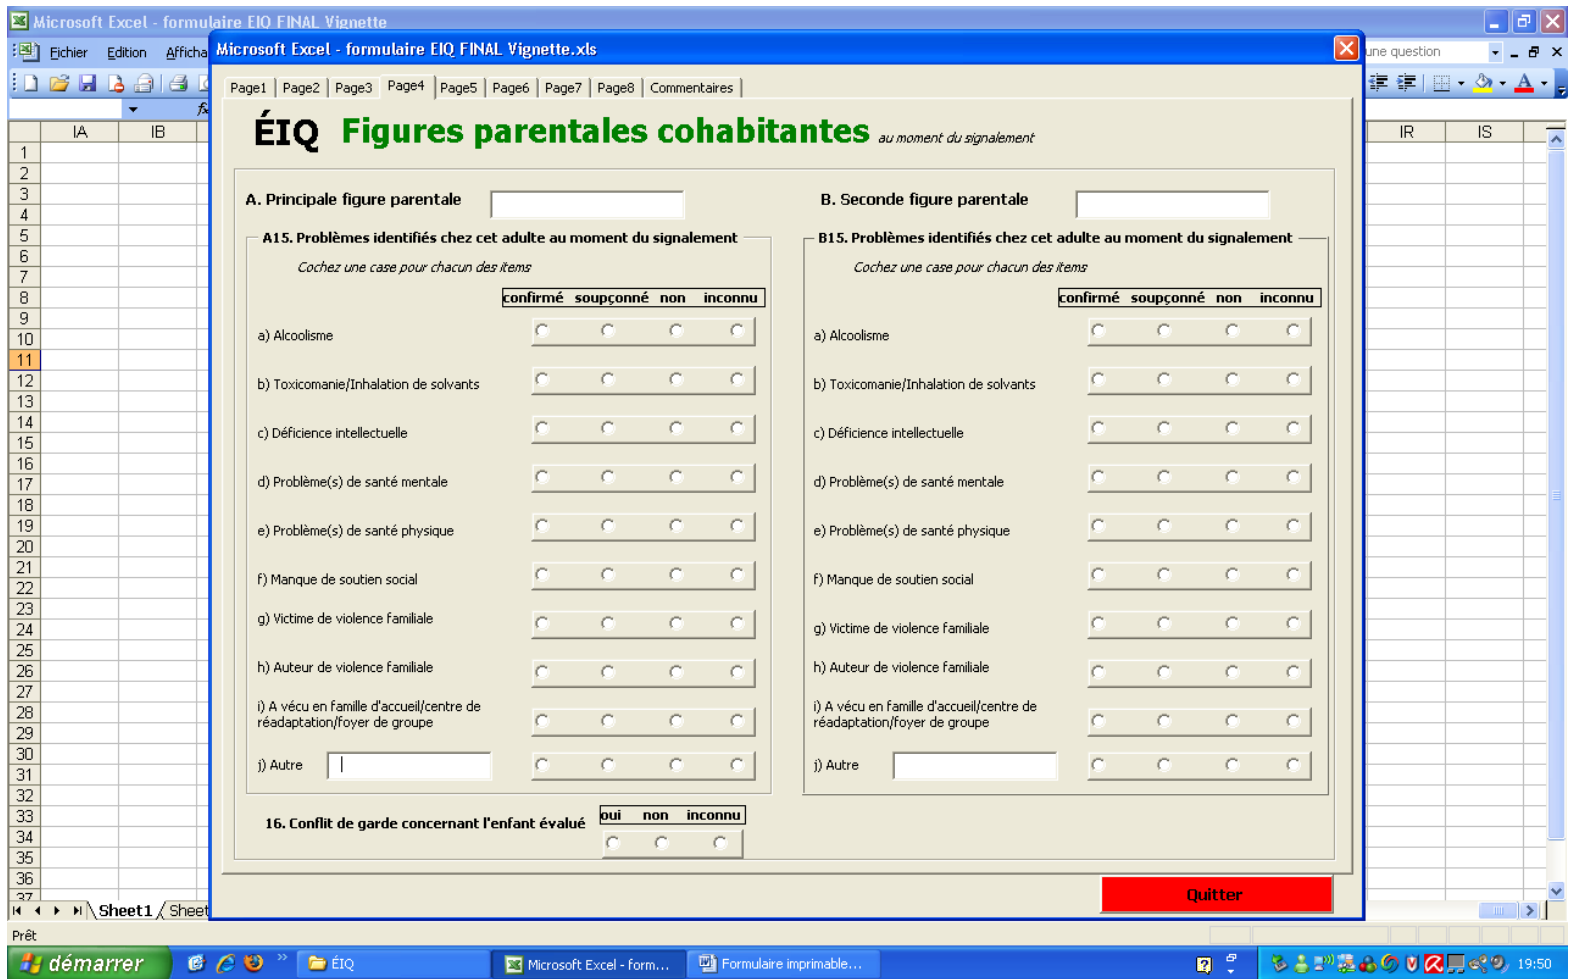 Microsoft Excel - formulaire EIQ FINAL Vignette
Fichier Edition Afficha
une question
Microsoft Excel - formulaire EIQ FINAL Vignette.xls
Page1 Page2 Page3 Page4 Page5 Page6 Page7 Page8 Commentaires
ÉIQ Figures parentales cohabitantes au moment du signalement
A. Principale figure parentale
B. Seconde figure parentale
A15. Problèmes identifiés chez cet adulte au moment du signalement
Cochez une case pour chacun des items
confirmé soupçonné non inconnu
a) Alcoolisme
b) Toxicomanie/Inhalation de solvants
c) Déficience intellectuelle
d) Problème(s) de santé mentale
e) Problème(s) de santé physique
f) Manque de soutien social
g) Victime de violence familiale
h) Auteur de violence familiale
i) A vécu en famille d'accueil/centre de
réadaptation/foyer de groupe
j) Autre
B15. Problèmes identifiés chez cet adulte au moment du signalement
Cochez une case pour chacun des items
confirmé soupçonné non inconnu
a) Alcoolisme
b) Toxicomanie/Inhalation de solvants
c) Déficience intellectuelle
d) Problème(s) de santé mentale
e) Problème(s) de santé physique
f) Manque de soutien social
g) Victime de violence familiale
h) Auteur de violence familiale
i) A vécu en famille d'accueil/centre de
réadaptation/foyer de groupe
j) Autre
16. Conflit de garde concernant l'enfant évalué
oui non inconnu
Quitter
IA IB IR IS
1
2
3
4
5
6
7
8
9
10
11
12
13
14
15
16
17
18
19
20
21
22
23
24
25
26
27
28
29
30
31
32
33
34
35
36
37
Sheet1 Sheet
Prêt
démarrer
ÉIQ
Microsoft Excel - form...
Formulaire imprimable...
19:50